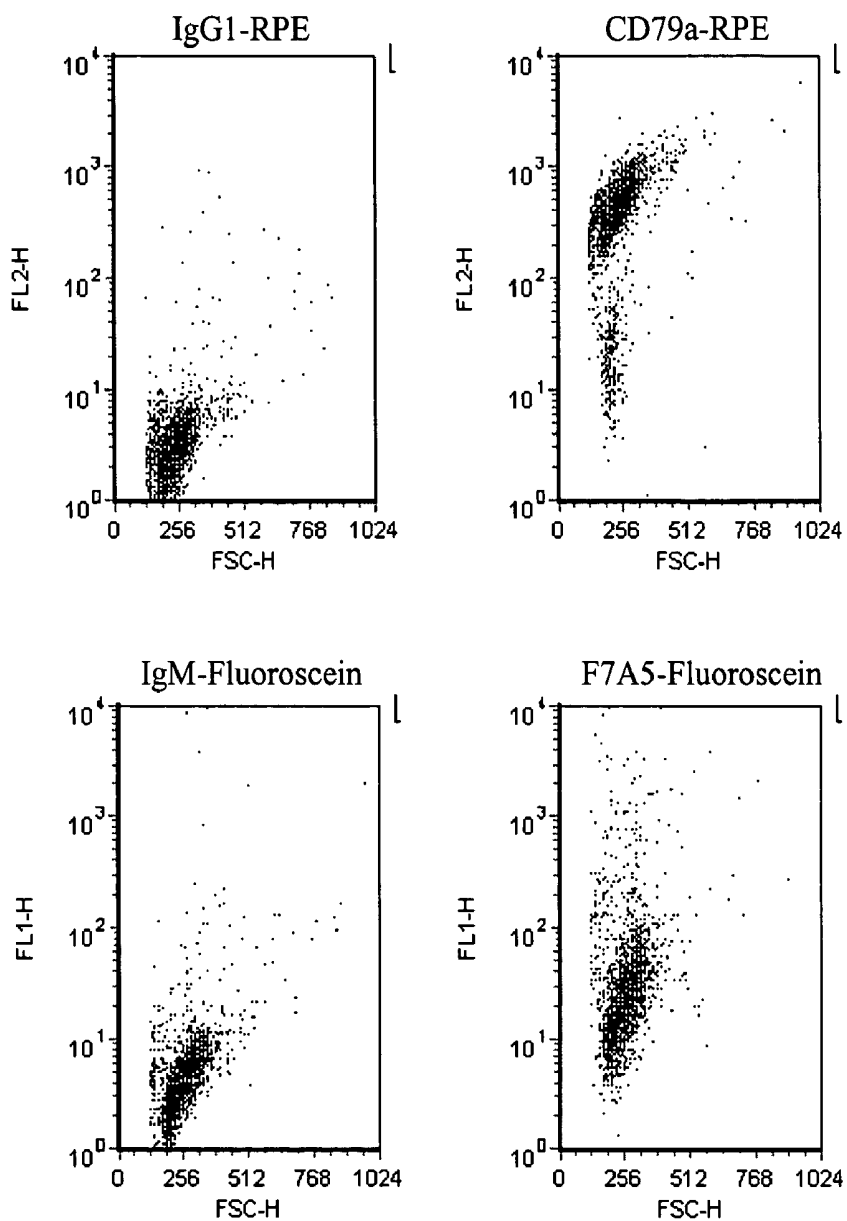 IgG1-RPE
10⁴
10³
10²
10¹
10⁰
FL2-H
0 256 512 768 1024
FSC-H
CD79a-RPE
10⁴
10³
10²
10¹
10⁰
FL2-H
0 256 512 768 1024
FSC-H
IgM-Fluoroscein
10⁴
10³
10²
10¹
10⁰
FL1-H
0 256 512 768 1024
FSC-H
F7A5-Fluoroscein
10⁴
10³
10²
10¹
10⁰
FL1-H
0 256 512 768 1024
FSC-H